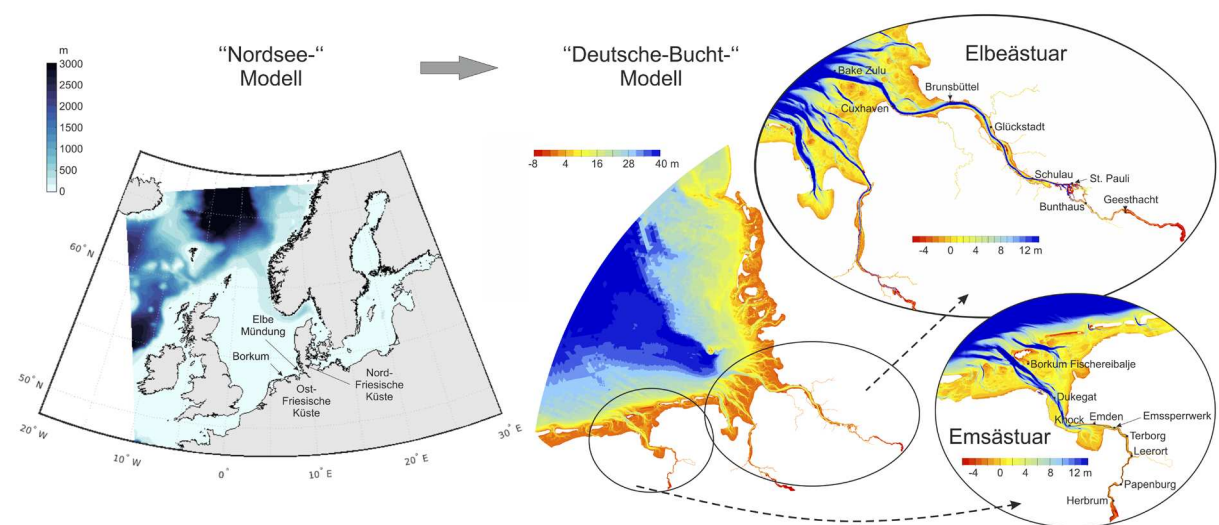 m
3000
2500
2000
1500
1000
500
0
“Nordsee-“
Modell
60° N
50° N
20° W
10° W
0°
10° E
20° E
30° E
Elbe
Mündung
Borkum
Ost-
Friesische
Küste
Nord-
Friesische
Küste
“Deutsche-Bucht-“
Modell
-8 4 16 28 40 m
Elbeästuar
Bake Zulu
Brunsbüttel
Cuxhaven
Glückstadt
Schulau
St. Pauli
Bunthaus
Geesthacht
-4 0 4 8 12 m
Borkum Fischereibalje
Dukegat
Knock
Emden
Emssperrwerk
Emsästuar
Terborg
Leerort
-4 0 4 8 12 m
Papenburg
Herbrum